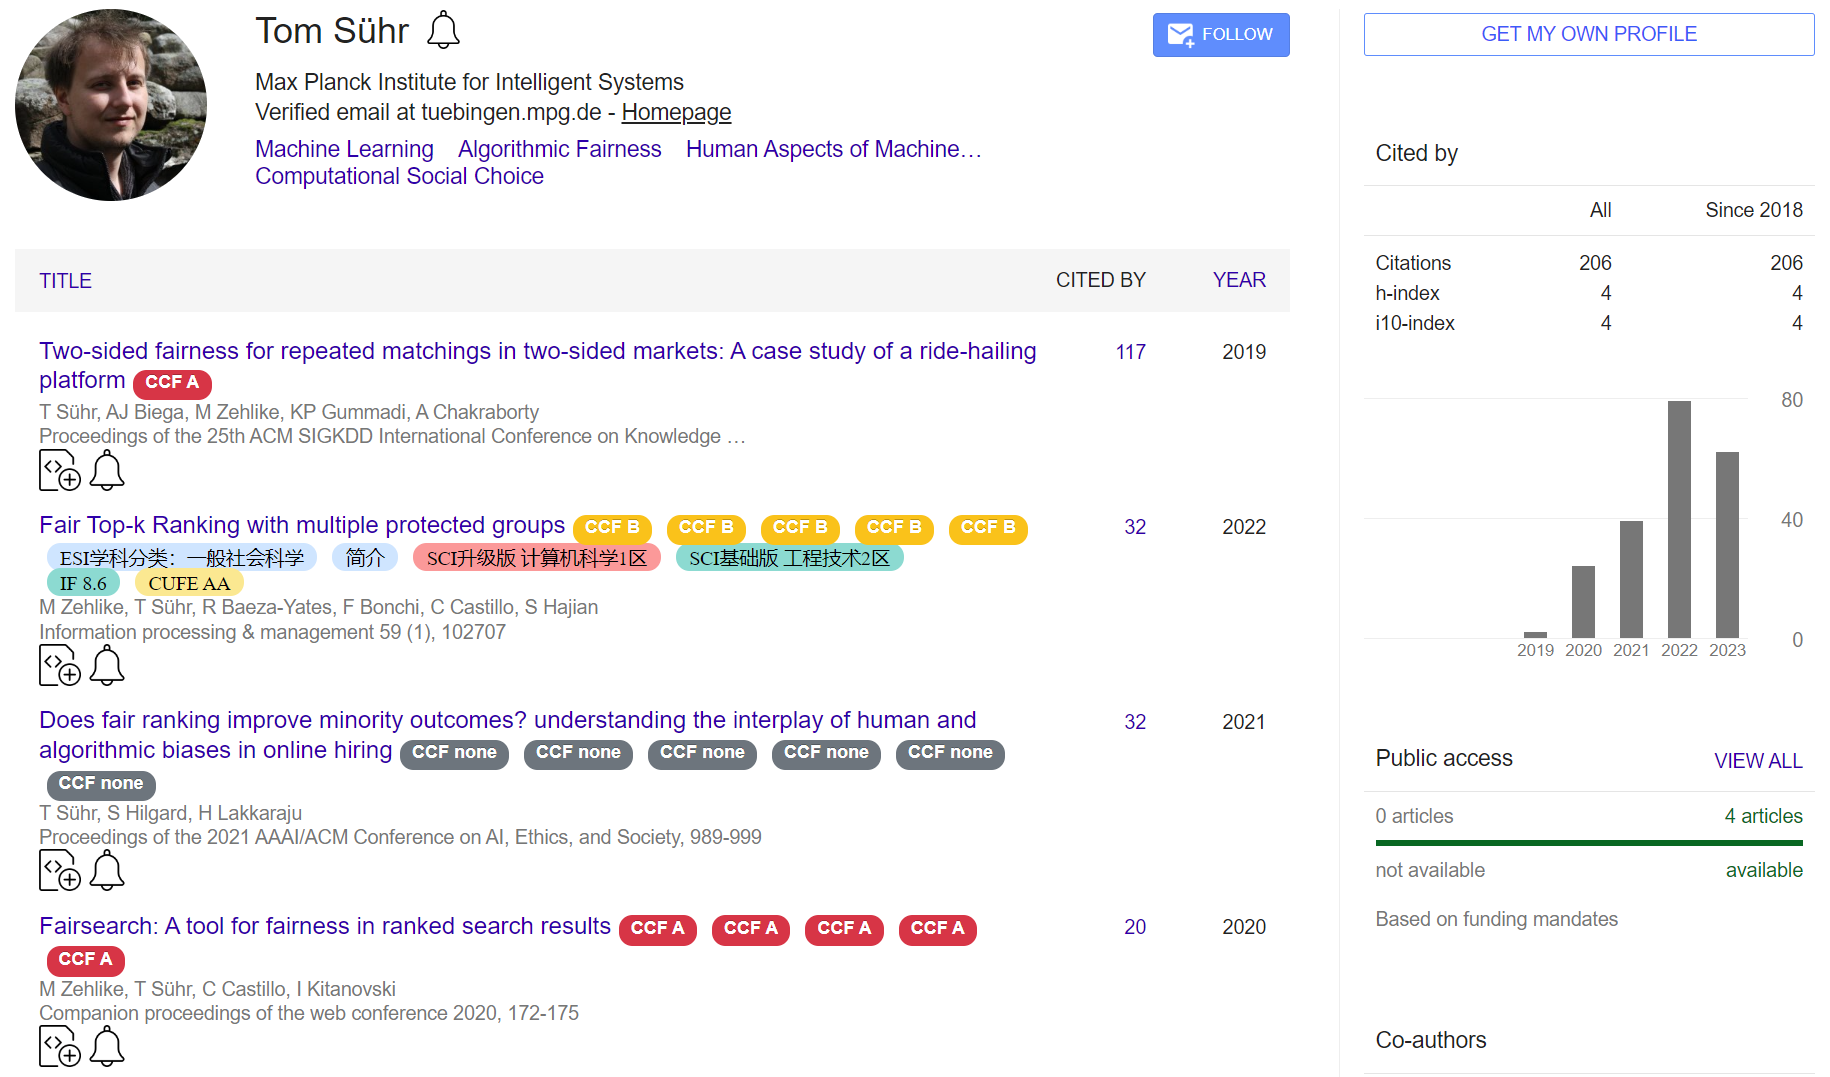 Tom Sühr
FOLLOW
Max Planck Institute for Intelligent Systems
Verified email at tuebingen.mpg.de - Homepage
Machine Learning Algorithmic Fairness Human Aspects of Machine…
Computational Social Choice
TITLE CITED BY YEAR
Two-sided fairness for repeated matchings in two-sided markets: A case study of a ride-hailing 117 2019
platform CCF A
T Sühr, AJ Biega, M Zehlike, KP Gummadi, A Chakraborty
Proceedings of the 25th ACM SIGKDD International Conference on Knowledge …
Fair Top-k Ranking with multiple protected groups CCF B CCF B CCF B CCF B CCF B 32 2022
ESI学科分类：一般社会科学 简介 SCI升级版 计算机科学1区 SCI基础版 工程技术2区
IF 8.6 CUFE AA
M Zehlike, T Sühr, R Baeza-Yates, F Bonchi, C Castillo, S Hajian
Information processing & management 59 (1), 102707
Does fair ranking improve minority outcomes? understanding the interplay of human and 32 2021
algorithmic biases in online hiring CCF none CCF none CCF none CCF none CCF none
CCF none
T Sühr, S Hilgard, H Lakkaraju
Proceedings of the 2021 AAAI/ACM Conference on AI, Ethics, and Society, 989-999
Fairsearch: A tool for fairness in ranked search results CCF A CCF A CCF A CCF A 20 2020
CCF A
M Zehlike, T Sühr, C Castillo, I Kitanovski
Companion proceedings of the web conference 2020, 172-175
GET MY OWN PROFILE
Cited by
All Since 2018
Citations 206 206
h-index 4 4
i10-index 4 4
80
40
0
2019 2020 2021 2022 2023
Public access VIEW ALL
0 articles 4 articles
not available available
Based on funding mandates
Co-authors